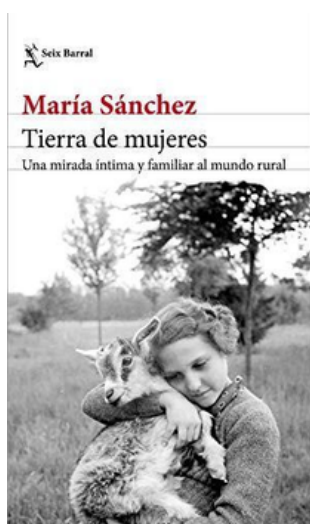 Seix Barral
María Sánchez
Tierra de mujeres
Una mirada íntima y familiar al mundo rural